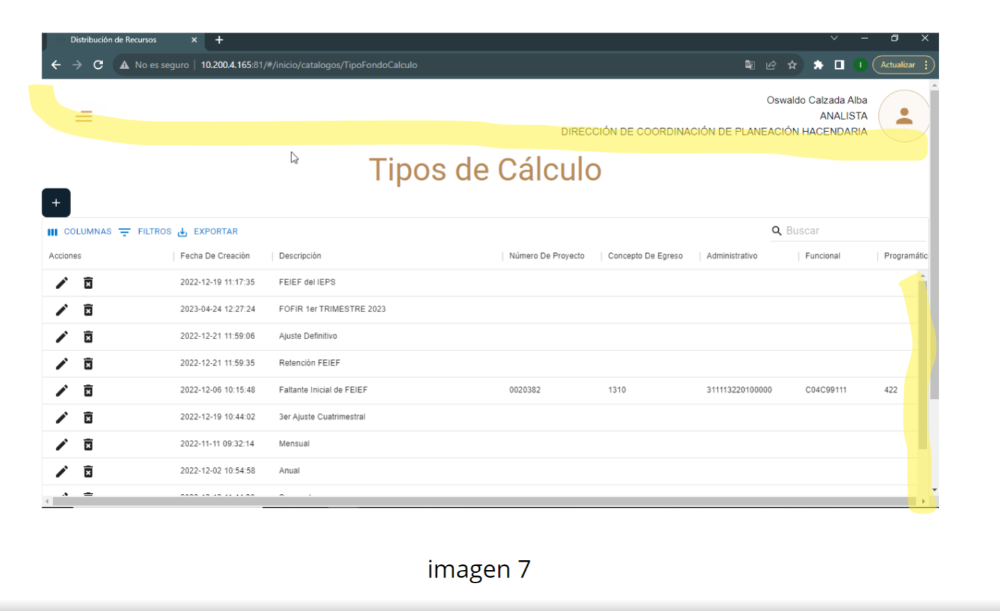 Distribución de Recursos
No es seguro | 10.200.4.165:81/#/inicio/catalogos/TipoFondoCalculo
I Actualizar
Oswaldo Calzada Alba
ANALISTA
DIRECCIÓN DE COORDINACIÓN DE PLANEACIÓN HACENDARIA
Tipos de Cálculo
+
COLUMNAS FILTROS EXPORTAR Buscar
Acciones Fecha De Creación Descripción Número De Proyecto Concepto De Egreso Administrativo Funcional Programátic
2022-12-19 11:17:35 FEIEF del IEPS
2023-04-24 12:27:24 FOFIR 1er TRIMESTRE 2023
2022-12-21 11:59:06 Ajuste Definitivo
2022-12-21 11:59:35 Retención FEIEF
2022-12-06 10:15:48 Faltante Inicial de FEIEF 0020382 1310 311113220100000 C04C99111 422
2022-12-19 10:44:02 3er Ajuste Cuatrimestral
2022-11-11 09:32:14 Mensual
2022-12-02 10:54:58 Anual
imagen 7